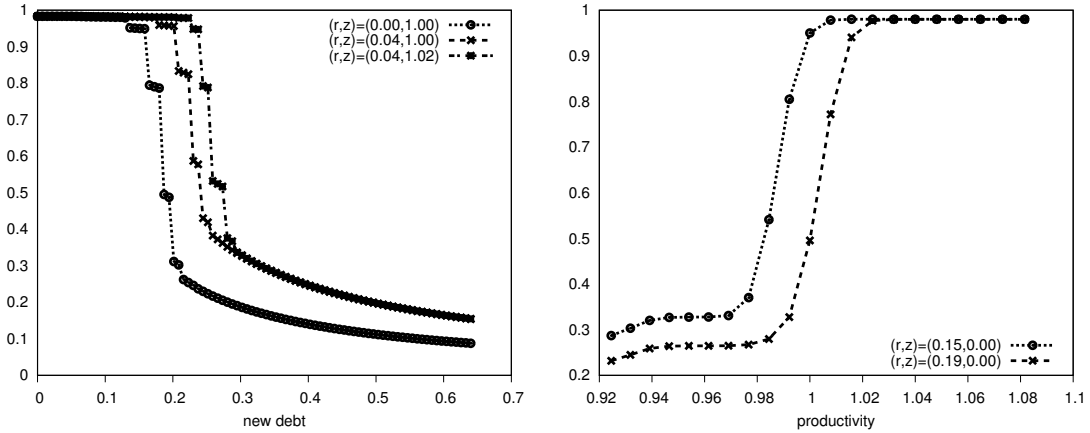 1
0.9
0.8
0.7
0.6
0.5
0.4
0.3
0.2
0.1
0
0 0.1 0.2 0.3 0.4 0.5 0.6 0.7
new debt
(r,z)=(0.00,1.00)
(r,z)=(0.04,1.00)
(r,z)=(0.04,1.02)
1
0.9
0.8
0.7
0.6
0.5
0.4
0.3
0.2
0.92 0.94 0.96 0.98 1 1.02 1.04 1.06 1.08 1.1
productivity
(r,z)=(0.15,0.00)
(r,z)=(0.19,0.00)